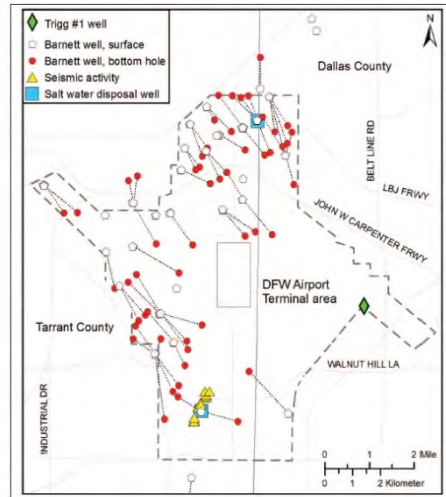 Trigg #1 well
Barnett well, surface
Barnett well, bottom hole
Seismic activity
Salt water disposal well
N
Dallas County
BELT LINE RD
LBJ FRWY
JOHN W CARPENTER FRWY
DFW Airport
Terminal area
Tarrant County
WALNUT HILL LA
INDUSTRIAL DR
0 1 2 Mile
0 1 2 Kilometer